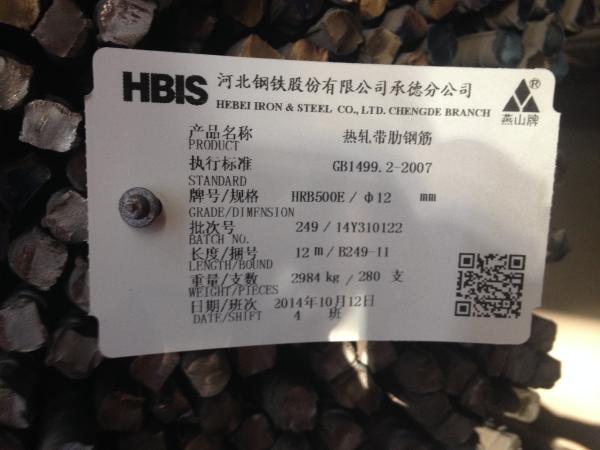 HBIS 河北钢铁股份有限公司承德分公司
HEBEI IRON & STEEL CO., LTD. CHENGDE BRANCH
®
燕山牌
产品名称 热轧带肋钢筋
PRODUCT
执行标准 GB1499.2-2007
STANDARD
牌号/规格 HRB500E / Φ12 mm
GRADE/DIMENSION
批次号 249 / 14Y310122
BATCH NO.
长度/捆号 12 m / B249-11
LENGTH/BOUND
重量/支数 2984 kg / 280 支
WEIGHT/PIECES
日期/班次 2014年10月12日
DATE/SHIFT 4 班